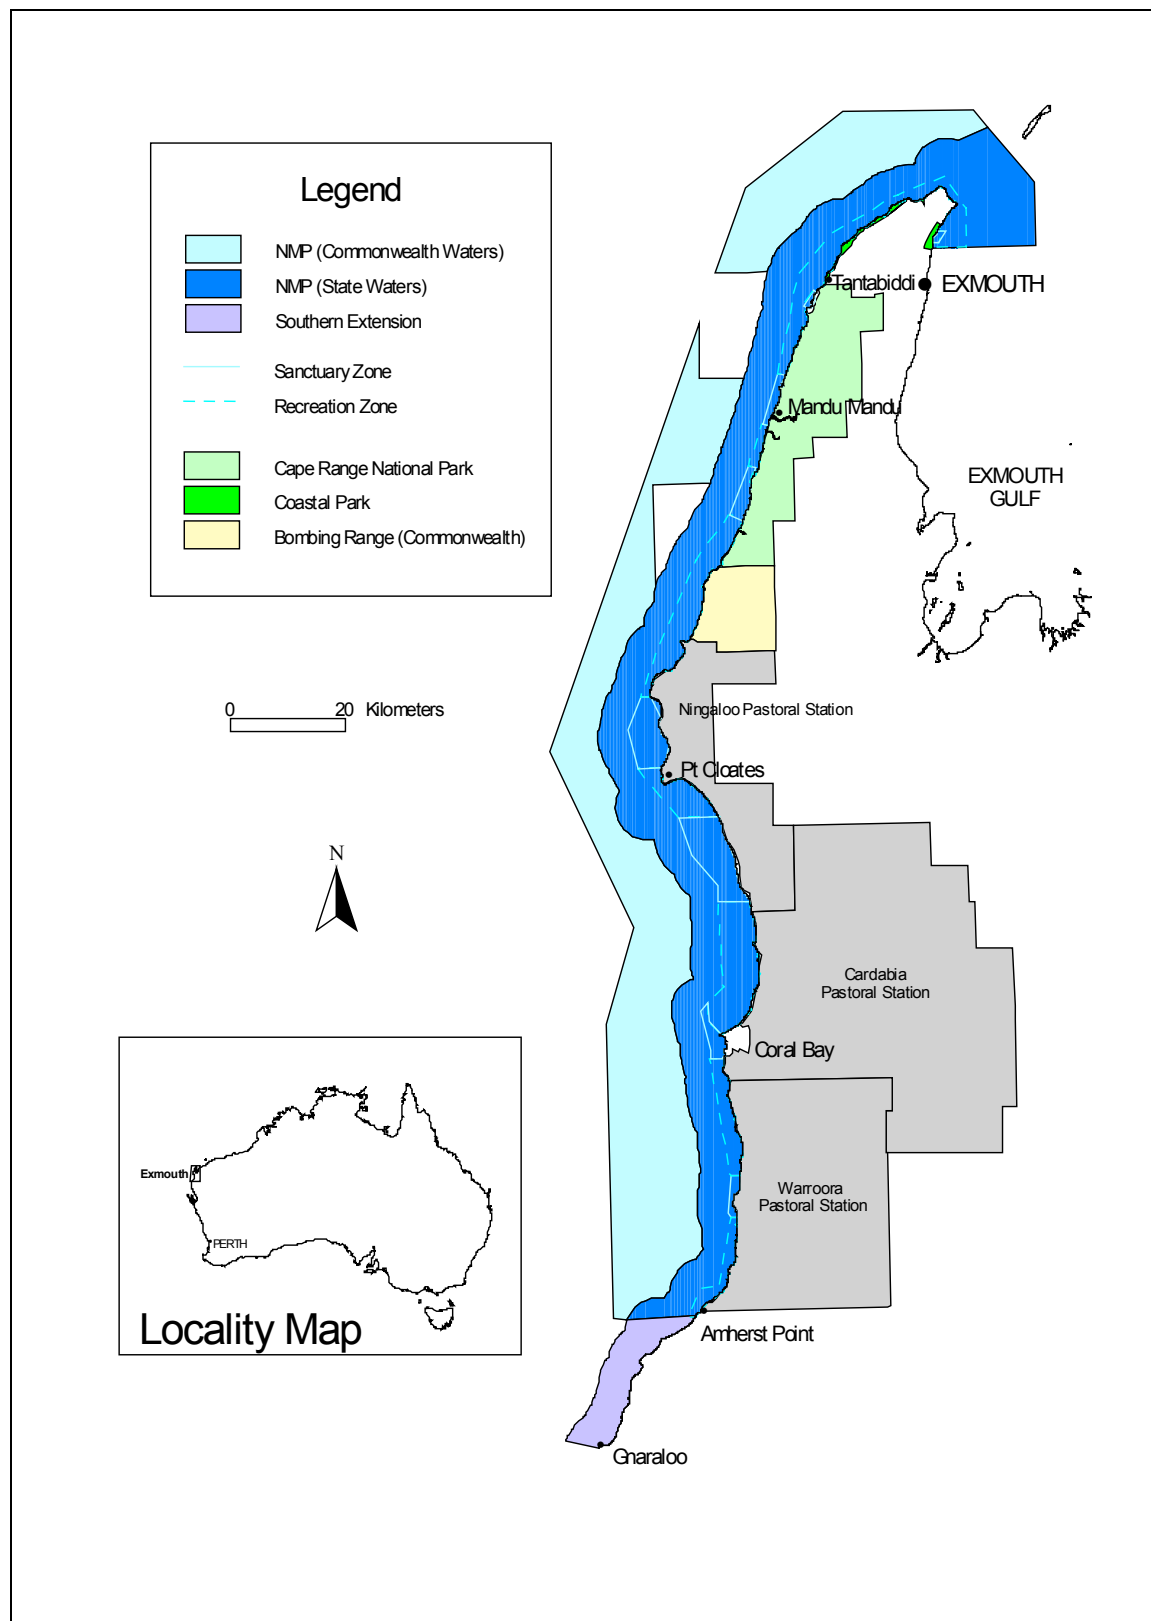 Legend
NMP (Commonwealth Waters)
NMP (State Waters)
Southern Extension
Sanctuary Zone
Recreation Zone
Cape Range National Park
Coastal Park
Bombing Range (Commonwealth)
Tantabiddi
EXMOUTH
Mandu Mandu
EXMOUTH
GULF
0 20 Kilometers
Ningaloo Pastoral Station
Pt Cloates
N
Cardabia
Pastoral Station
Coral Bay
Warroora
Pastoral Station
Exmouth
PERTH
Locality Map
Amherst Point
Gnaraloo